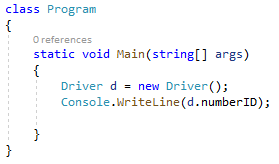 class Program
{
0 references
static void Main(string[] args)
{
Driver d = new Driver();
Console.WriteLine(d.numberID);
}
}